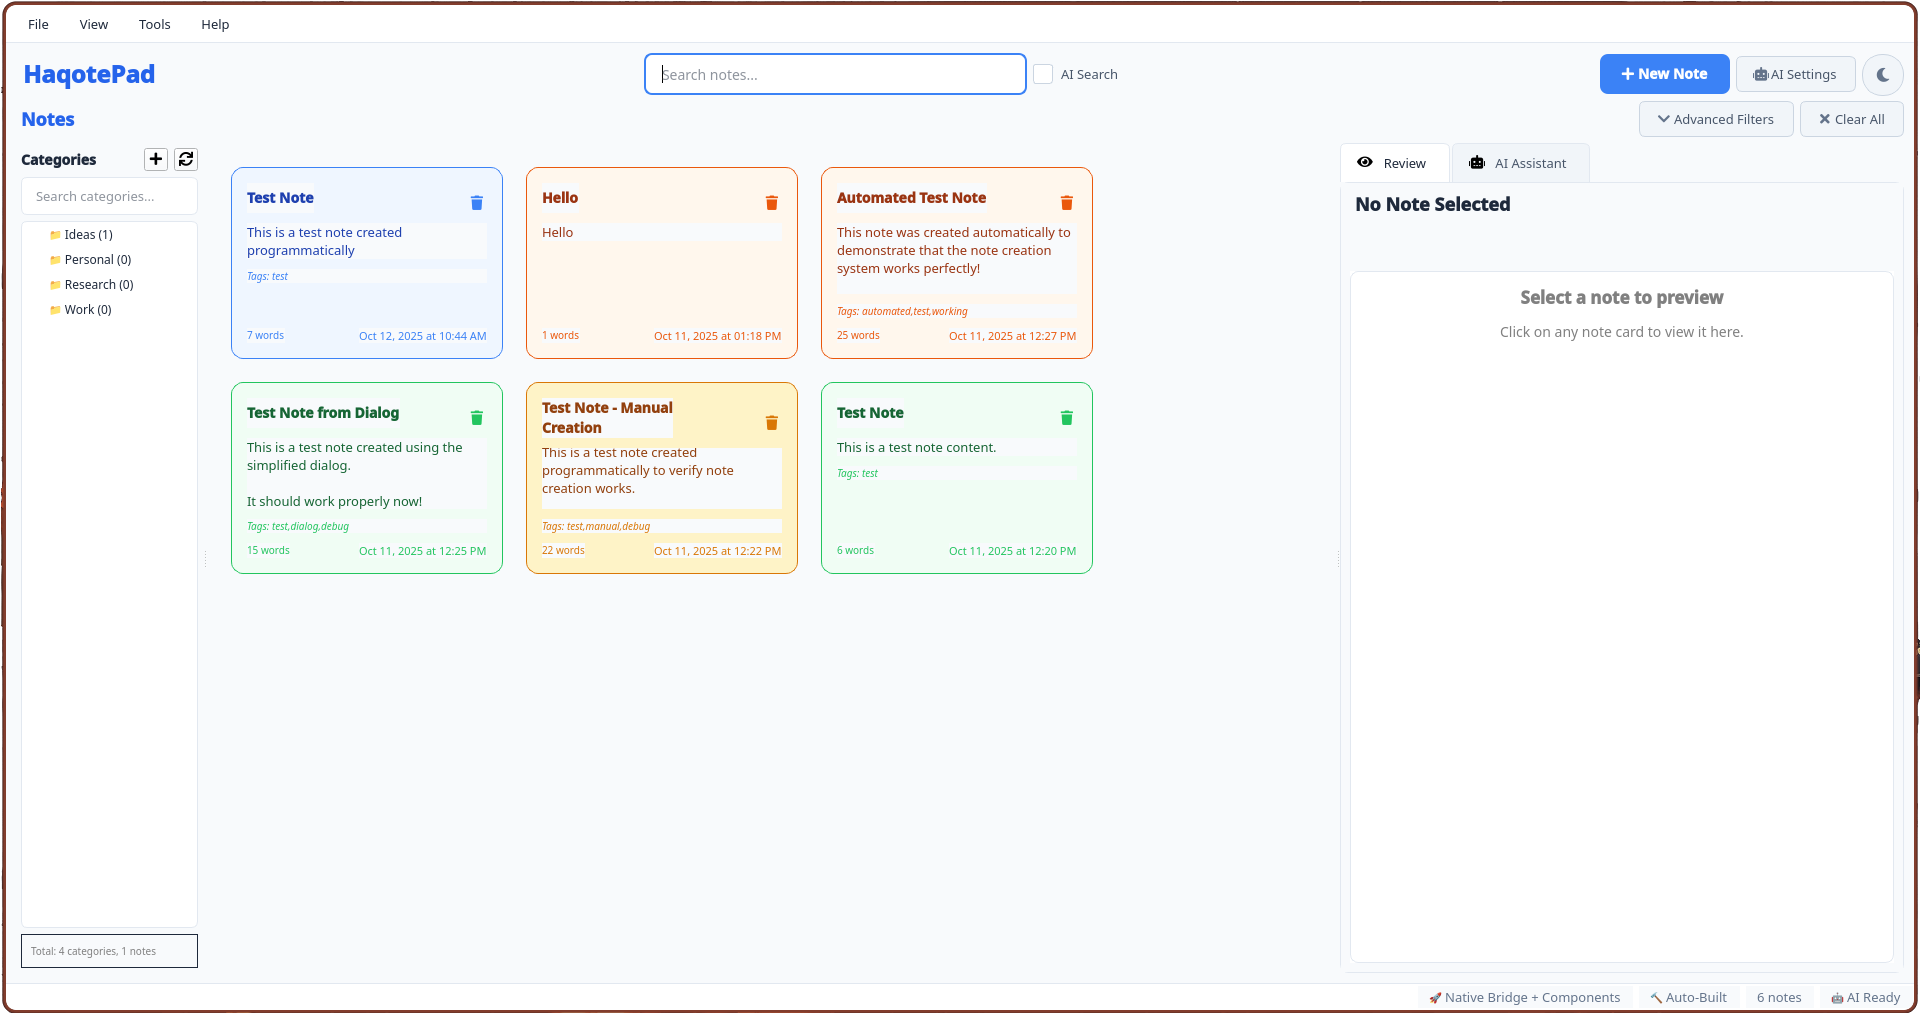 File View Tools Help
HaqotePad
Search notes...
AI Search
New Note
AI Settings
Notes
Advanced Filters
Clear All
Categories
Search categories...
Ideas (1)
Personal (0)
Research (0)
Work (0)
Total: 4 categories, 1 notes
Test Note
This is a test note created
programmatically
Tags: test
7 words Oct 12, 2025 at 10:44 AM
Hello
Hello
1 words Oct 11, 2025 at 01:18 PM
Automated Test Note
This note was created automatically to
demonstrate that the note creation
system works perfectly!
Tags: automated,test,working
25 words Oct 11, 2025 at 12:27 PM
Test Note from Dialog
This is a test note created using the
simplified dialog.
It should work properly now!
Tags: test,dialog,debug
15 words Oct 11, 2025 at 12:25 PM
Test Note - Manual
Creation
This is a test note created
programmatically to verify note
creation works.
Tags: test,manual,debug
22 words Oct 11, 2025 at 12:22 PM
Test Note
This is a test note content.
Tags: test
6 words Oct 11, 2025 at 12:20 PM
Review
AI Assistant
No Note Selected
Select a note to preview
Click on any note card to view it here.
Native Bridge + Components
Auto-Built
6 notes
AI Ready